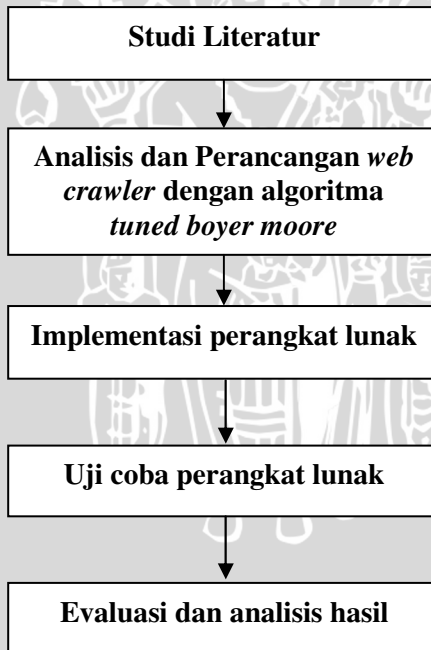 Studi Literatur
Analisis dan Perancangan web
crawler dengan algoritma
tuned boyer moore
Implementasi perangkat lunak
Uji coba perangkat lunak
Evaluasi dan analisis hasil